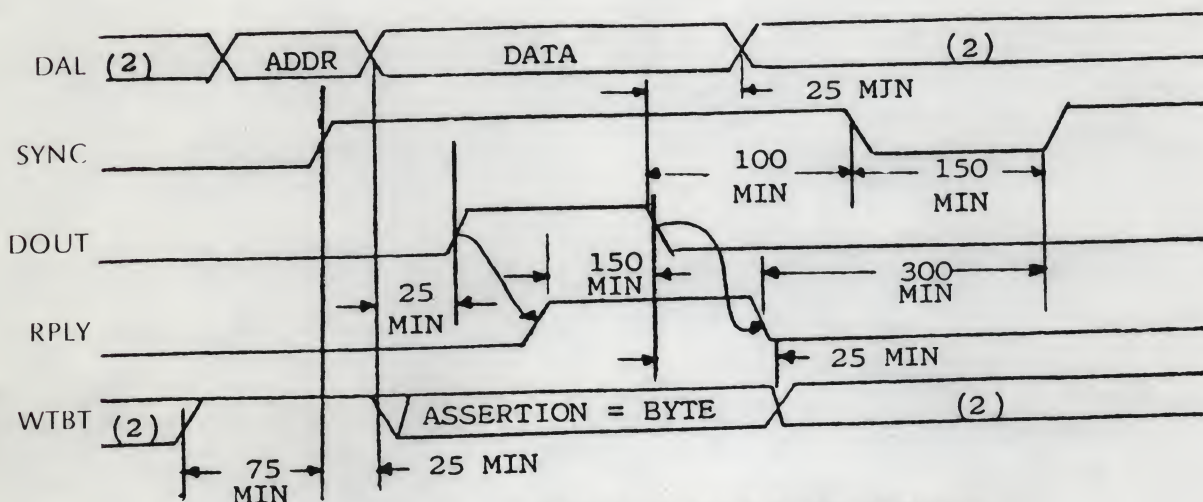 DAL (2) ADDR DATA (2)
25 MIN
SYNC
100 MIN
150 MIN
DOUT
25 MIN
150 MIN
300 MIN
RPLY
25 MIN
WTBT (2) ASSERTION = BYTE (2)
75 MIN
25 MIN